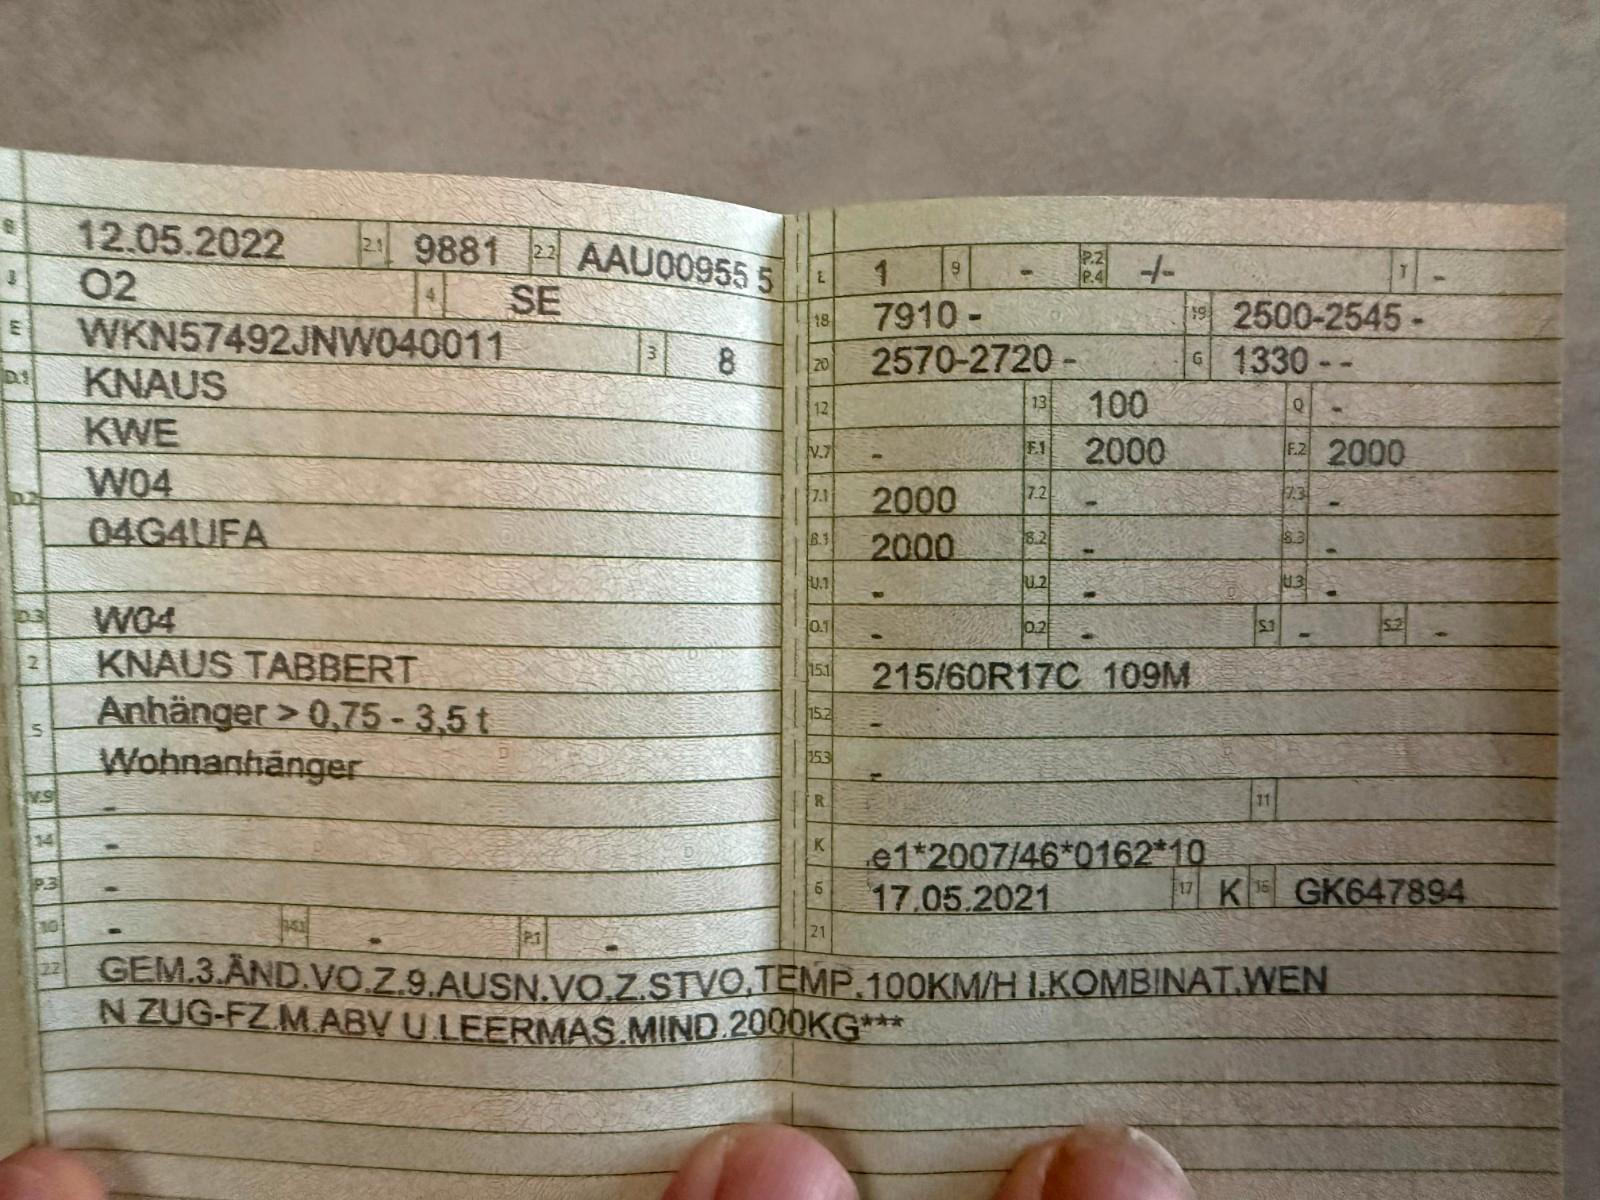 B 12.05.2022 2.1 9881 2.2 AAU00955 5
J O2 4 SE
E WKN57492JNW040011 3 8
D.1 KNAUS
KWE
D.2 W04
04G4UFA
D.3 W04
2 KNAUS TABBERT
5 Anhänger > 0,75 - 3,5 t
Wohnanhänger
V.9 -
14 -
P.3 -
10 - 14.1 - P.1 -
L 1 9 - P.2 P.4 -/- T -
18 7910 - 19 2500-2545 -
20 2570-2720 - G 1330 - -
12 13 100 Q -
V.7 - F.1 2000 F.2 2000
7.1 2000 7.2 - 7.3 -
8.1 2000 8.2 - 8.3 -
U.1 - U.2 - U.3 -
O.1 - O.2 - S.1 - S.2 -
15.1 215/60R17C 109M
15.2 -
15.3 -
R 11
K e1*2007/46*0162*10
6 17.05.2021 17 K 16 GK647894
21
22 GEM.3.ÄND.VO.Z.9.AUSN.VO.Z.STVO,TEMP.100KM/H I.KOMBINAT.WEN
N ZUG-FZ.M.ABV U.LEERMAS.MIND.2000KG***